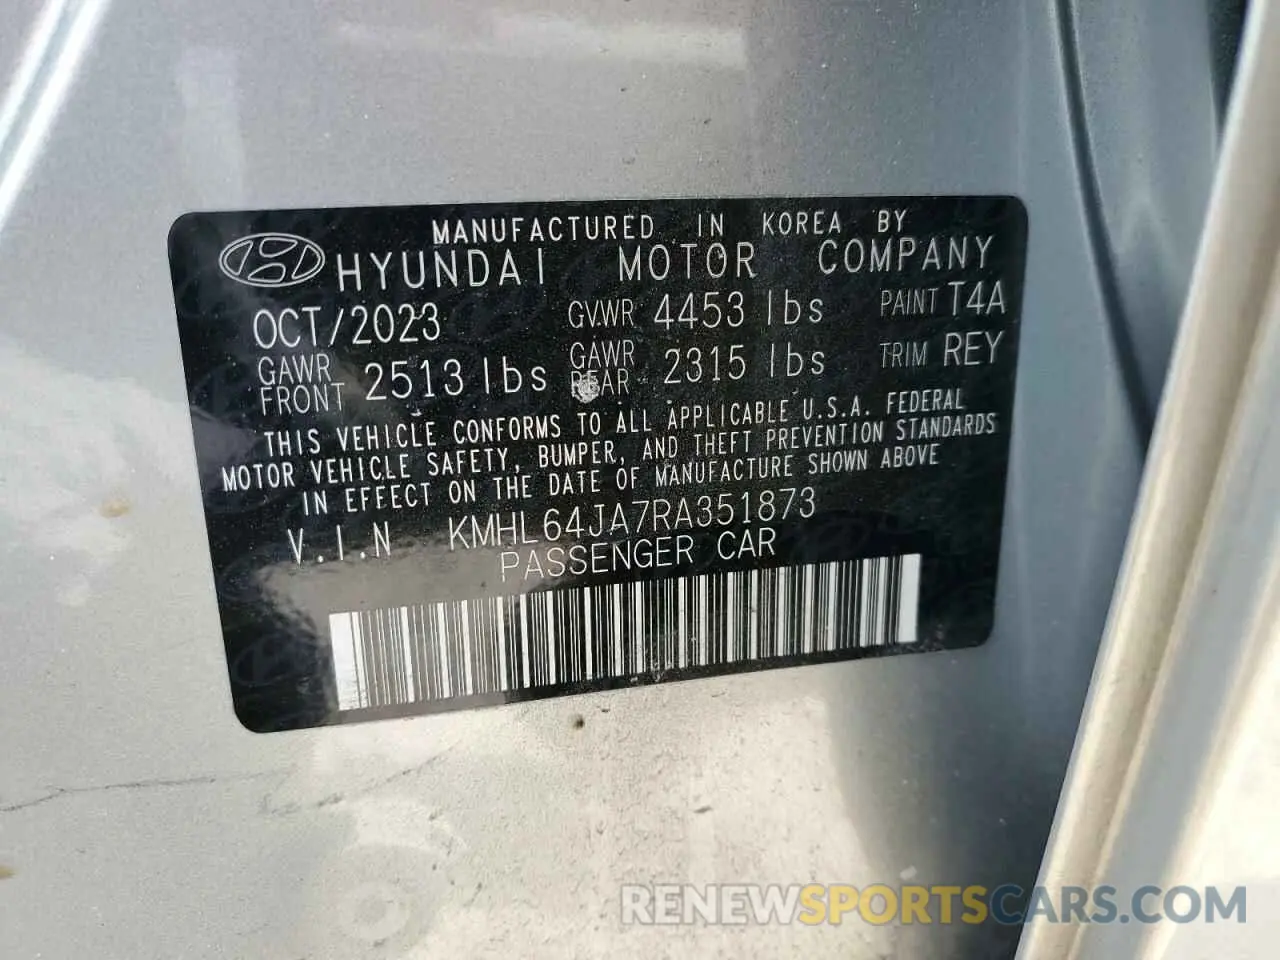 MANUFACTURED IN KOREA BY
HYUNDAI MOTOR COMPANY
OCT/2023 GVWR 4453 lbs PAINT T4A
GAWR FRONT 2513 lbs GAWR REAR 2315 lbs TRIM REY
THIS VEHICLE CONFORMS TO ALL APPLICABLE U.S.A. FEDERAL
MOTOR VEHICLE SAFETY, BUMPER, AND THEFT PREVENTION STANDARDS
IN EFFECT ON THE DATE OF MANUFACTURE SHOWN ABOVE
V.I.N KMHL64JA7RA351873
PASSENGER CAR
RENEWSPORTSCARS.COM